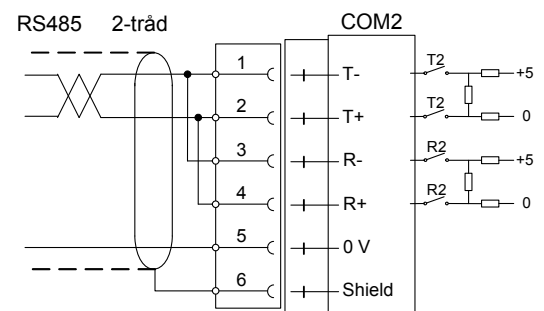 RS485 2-tråd COM2
1 T- T2 +5
2 T+ T2 0
3 R- R2 +5
4 R+ R2 0
5 0 V
6 Shield